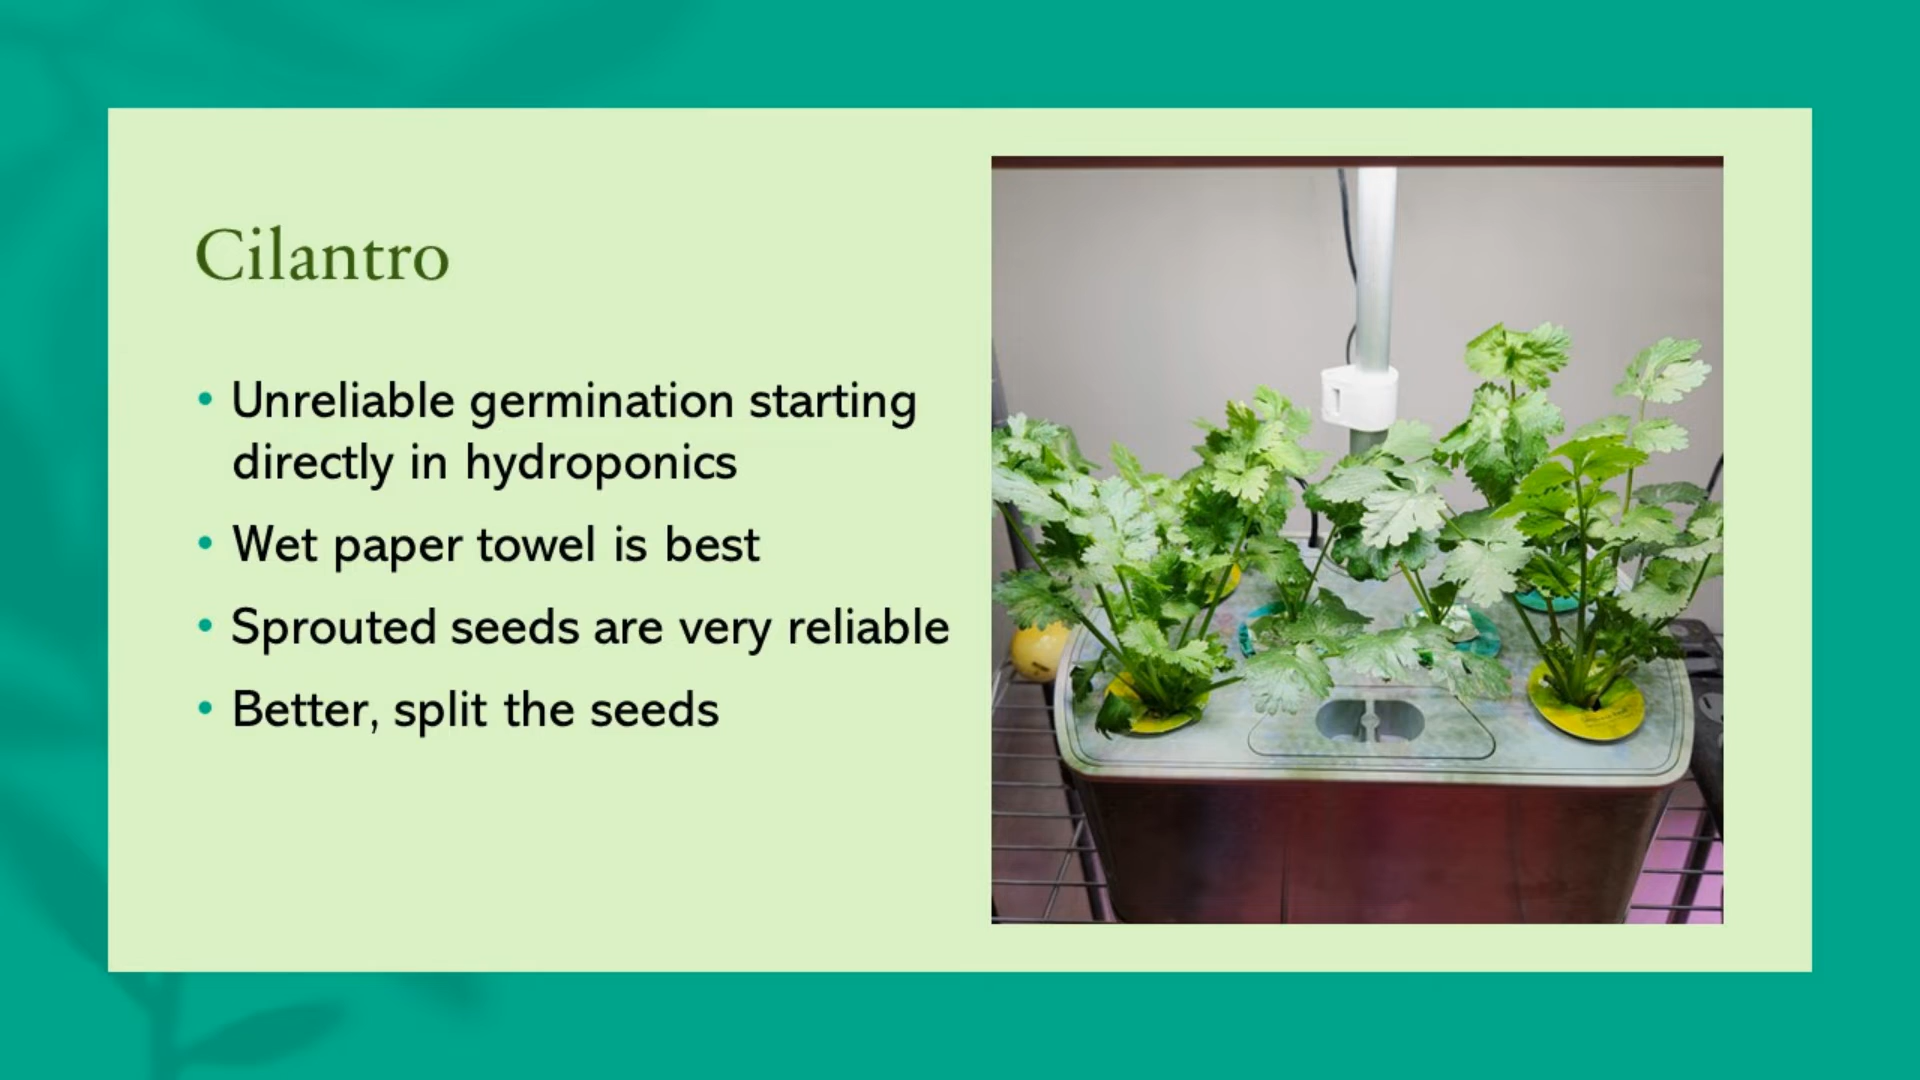 Cilantro
• Unreliable germination starting
directly in hydroponics
• Wet paper towel is best
• Sprouted seeds are very reliable
• Better, split the seeds